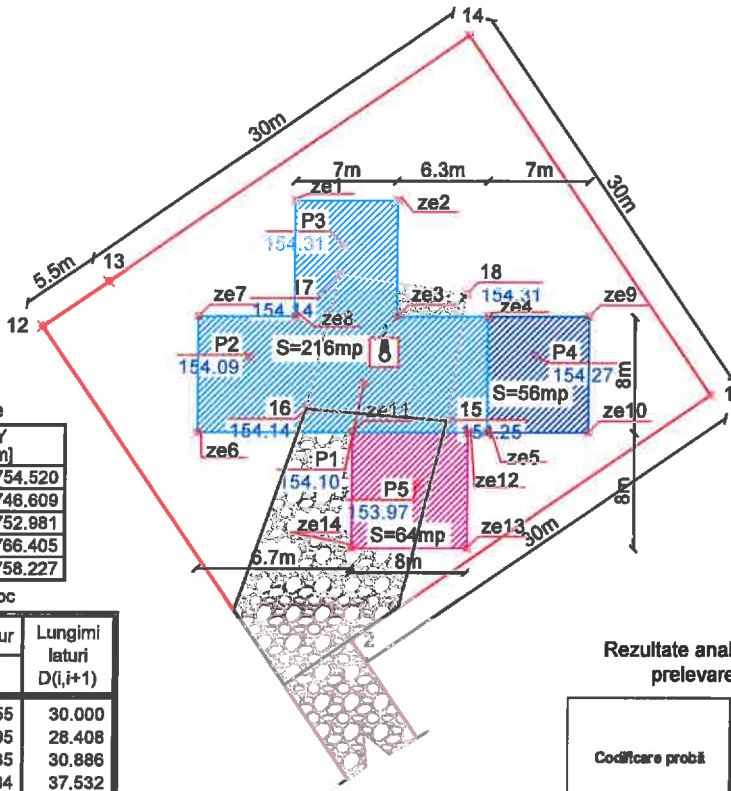 14
30m
7m
6.3m
7m
ze1
ze2
30m
P3
154.31
5.5m
13
17
18
154.31
12
ze7
154.14
ze8
ze3
ze4
ze9
P2
S=216mp
P4
154.09
154.27
S=56mp
8m
1
16
ze11
15
ze10
154.14
154.25
ze6
P1
ze5
154.10
P5
ze12
153.97
8m
ze14
S=64mp
ze13
30m
6.7m
8m
2
Y
754.520
746.609
752.981
766.405
758.227
Lungimi
laturi
D(i,i+1)
30.000
28.408
30.886
37.532
Codificare probă
prelevare